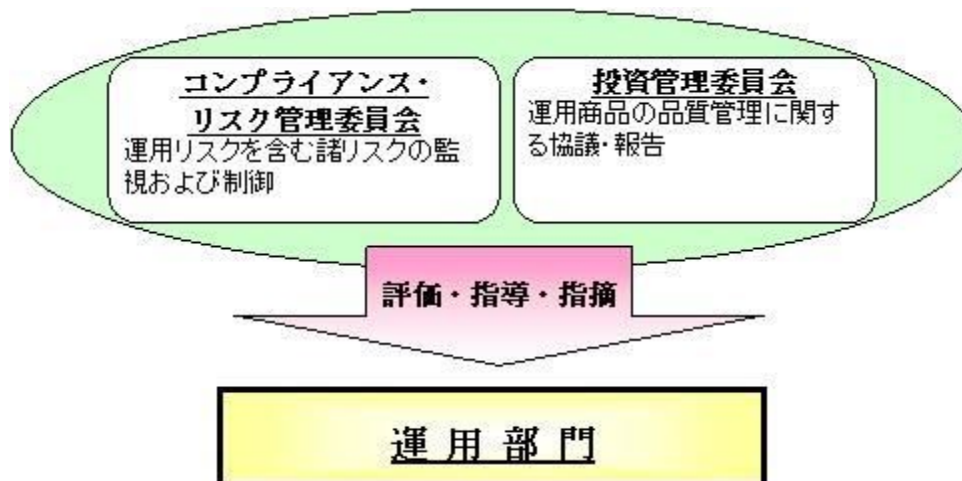 コンプライアンス・
リスク管理委員会
運用リスクを含む諸リスクの監
視および制御
投資管理委員会
運用商品の品質管理に関す
る協議・報告
評価・指導・指摘
運用部門